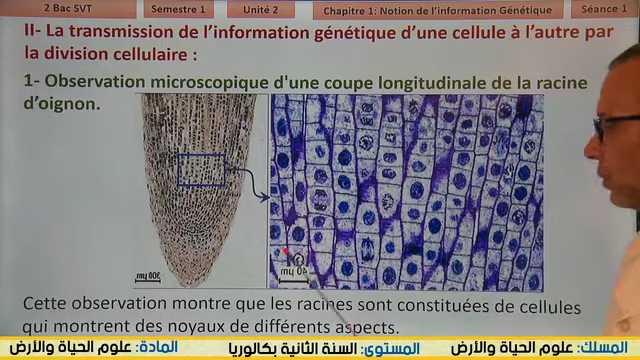 2 Bac SVT
Semestre 1
Unité 2
Chapitre 1: Notion de l'information Génétique
Séance 1
II- La transmission de l'information génétique d'une cellule à l'autre par
la division cellulaire :
1- Observation microscopique d'une coupe longitudinale de la racine
d'oignon.
300 μm
40 μm
Cette observation montre que les racines sont constituées de cellules
qui montrent des noyaux de différents aspects.
المسلك: علوم الحياة والأرض
المستوى: السنة الثانية بكالوريا
المادة: علوم الحياة والأرض